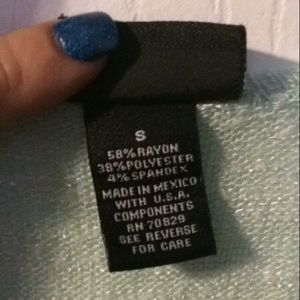 S
58% RAYON
38% POLYESTER
4% SPANDEX
MADE IN MEXICO
WITH U.S.A.
COMPONENTS
RN 70829
SEE REVERSE
FOR CARE